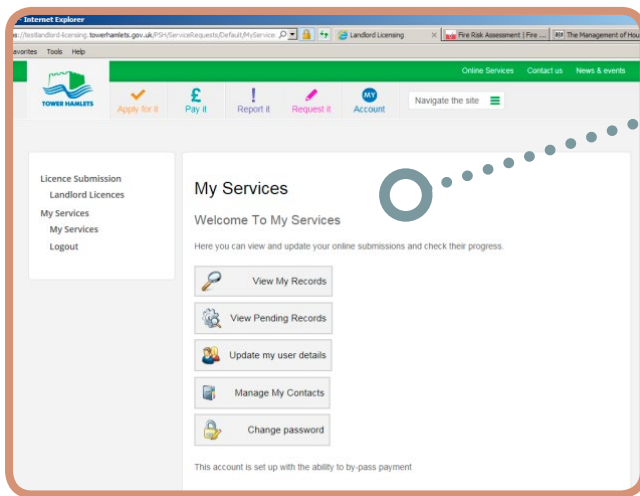 Internet Explorer
s://testlandlord-licensing.towerhamlets.gov.uk/PSH/ServiceRequests/Default/MyService
Landlord Licensing
Fire Risk Assessment | Fire ...
The Management of Hou
avorites Tools Help
Online Services Contact us News & events
TOWER HAMLETS
Apply for it
£
Pay it
!
Report it
Request it
MY
Account
Navigate the site
Licence Submission
Landlord Licences
My Services
My Services
Logout
My Services
Welcome To My Services
Here you can view and update your online submissions and check their progress.
View My Records
View Pending Records
Update my user details
Manage My Contacts
Change password
This account is set up with the ability to by-pass payment